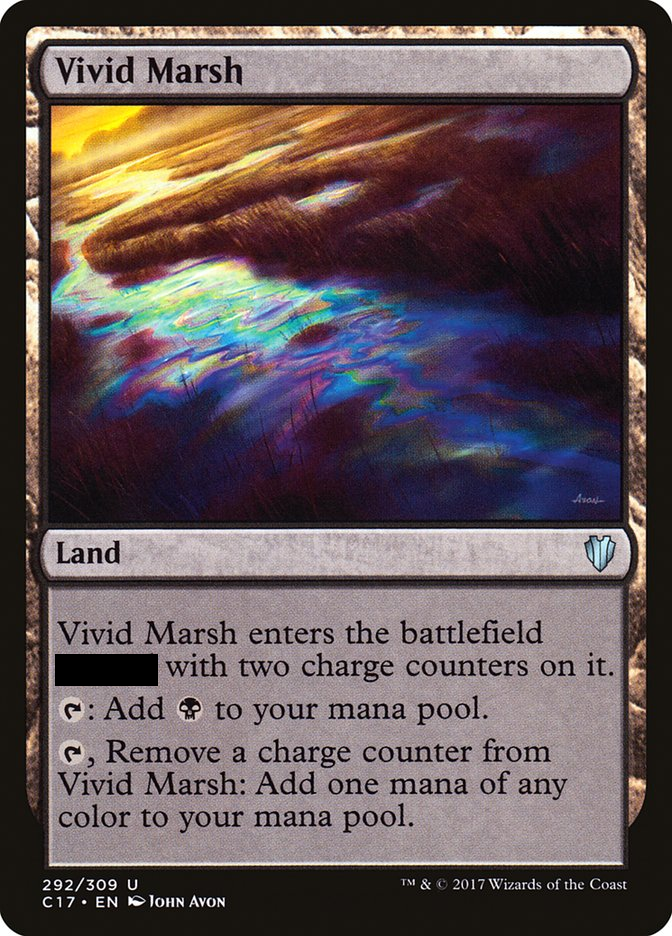 Vivid Marsh
AVON
Land
Vivid Marsh enters the battlefield
with two charge counters on it.
: Add to your mana pool.
, Remove a charge counter from
Vivid Marsh: Add one mana of any
color to your mana pool.
292/309 U
C17 • EN JOHN AVON
™ & © 2017 Wizards of the Coast